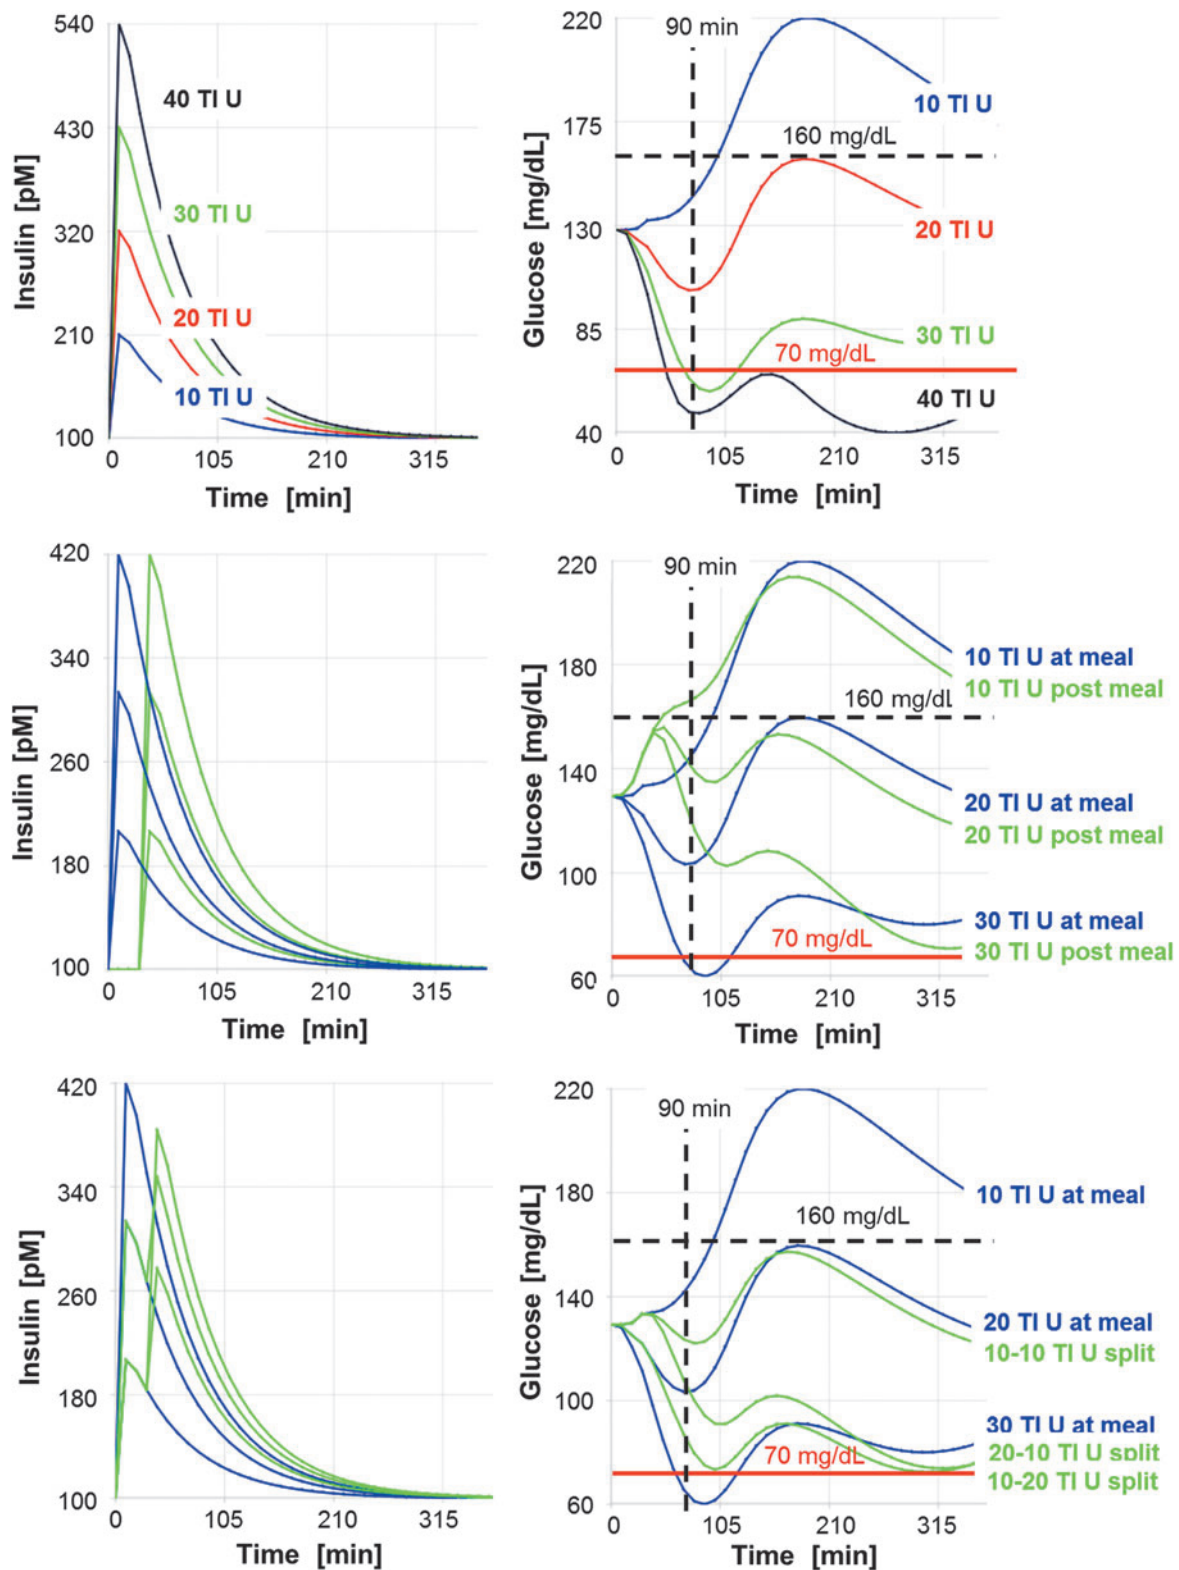 540
430
320
210
100
Insulin [pM]
40 TI U
30 TI U
20 TI U
10 TI U
0 105 210 315
Time [min]
220
175
130
85
40
Glucose [mg/dL]
90 min
10 TI U
160 mg/dL
20 TI U
30 TI U
70 mg/dL
40 TI U
0 105 210 315
Time [min]
420
340
260
180
100
Insulin [pM]
0 105 210 315
Time [min]
220
180
140
100
60
Glucose [mg/dL]
90 min
10 TI U at meal
10 TI U post meal
160 mg/dL
20 TI U at meal
20 TI U post meal
30 TI U at meal
70 mg/dL
30 TI U post meal
0 105 210 315
Time [min]
420
340
260
180
100
Insulin [pM]
0 105 210 315
Time [min]
220
180
140
100
60
Glucose [mg/dL]
90 min
10 TI U at meal
160 mg/dL
20 TI U at meal
10-10 TI U split
30 TI U at meal
20-10 TI U split
70 mg/dL
10-20 TI U split
0 105 210 315
Time [min]